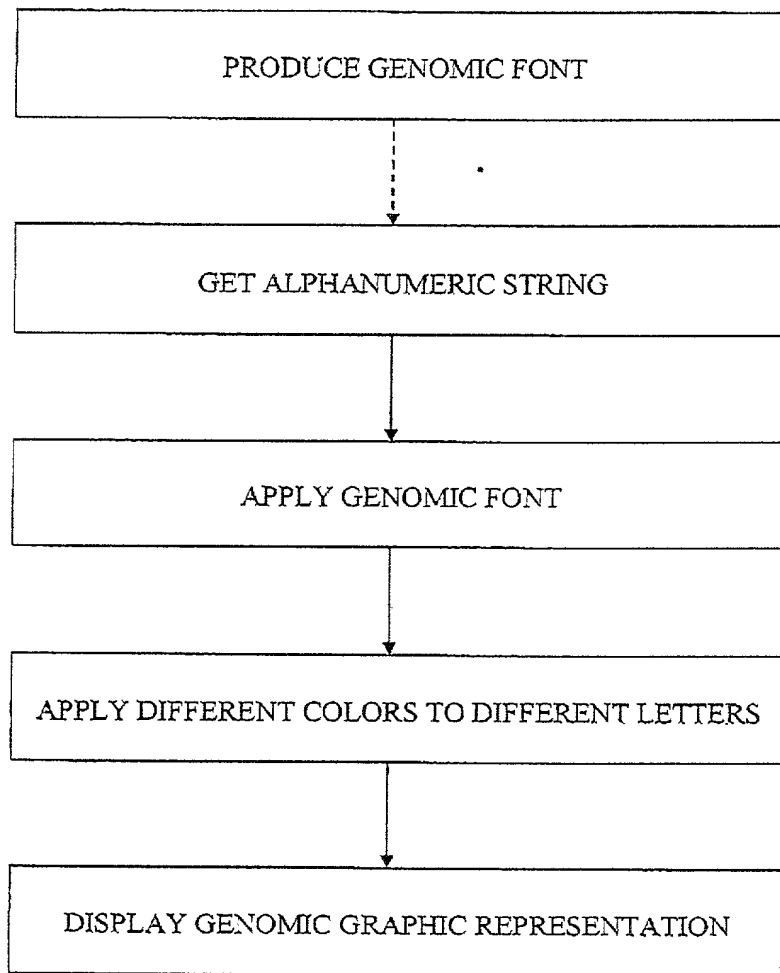 PRODUCE GENOMIC FONT
GET ALPHANUMERIC STRING
APPLY GENOMIC FONT
APPLY DIFFERENT COLORS TO DIFFERENT LETTERS
DISPLAY GENOMIC GRAPHIC REPRESENTATION